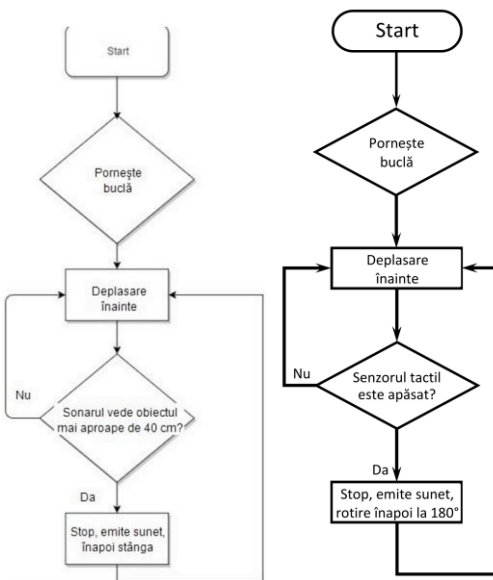 Start
Pornește
buclă
Deplasare
înainte
Nu
Sonarul vede obiectul
mai aproape de 40 cm?
Da
Stop, emite sunet,
înapoi stânga
Start
Pornește
buclă
Deplasare
înainte
Nu
Senzorul tactil
este apăsat?
Da
Stop, emite sunet,
rotire înapoi la 180°